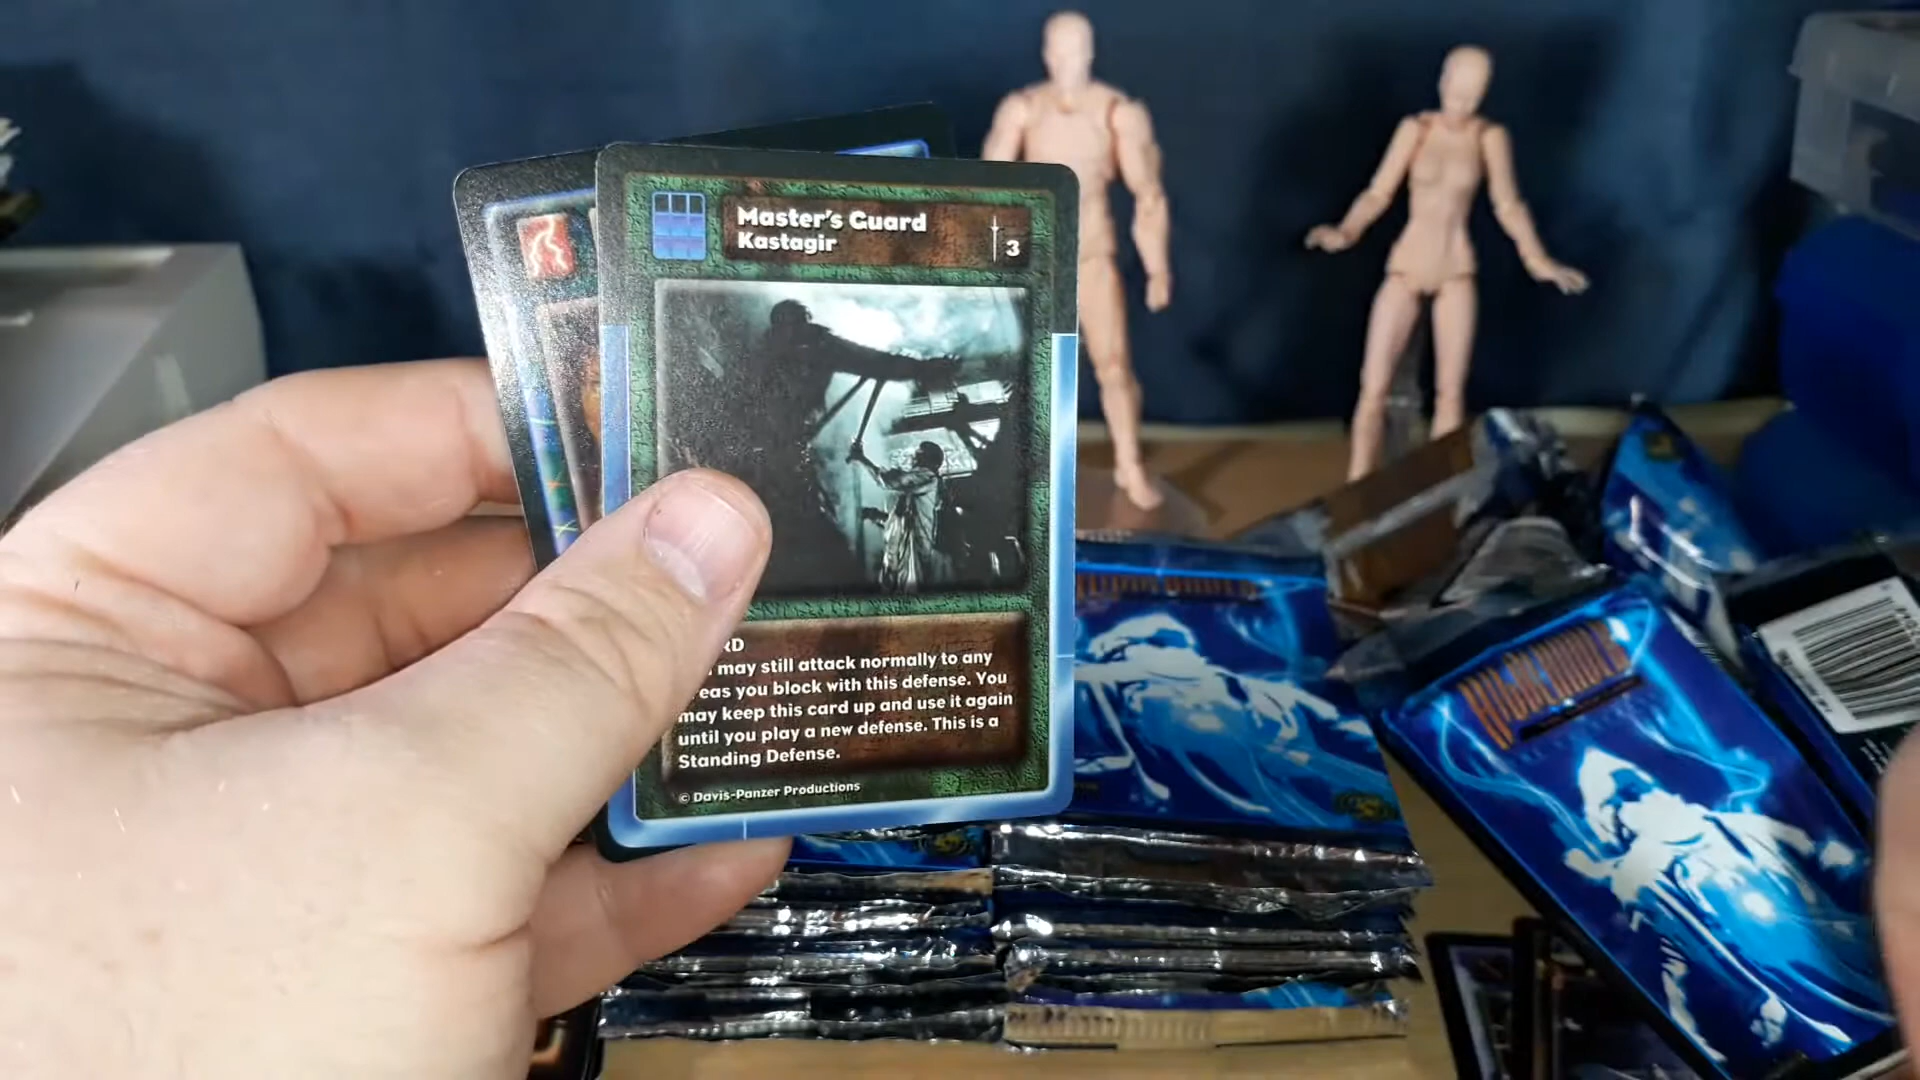 Master's Guard
Kastagir
3
RD
may still attack normally to any
eas you block with this defense. You
may keep this card up and use it again
until you play a new defense. This is a
Standing Defense.
© Davis-Panzer Productions
HIGHLANDER